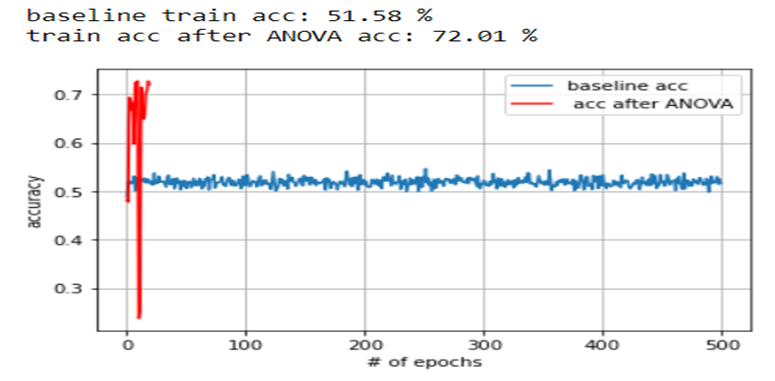 baseline train acc: 51.58 %
train acc after ANOVA acc: 72.01 %
baseline acc
acc after ANOVA
0.7
0.6
0.5
0.4
0.3
accuracy
0 100 200 300 400 500
# of epochs